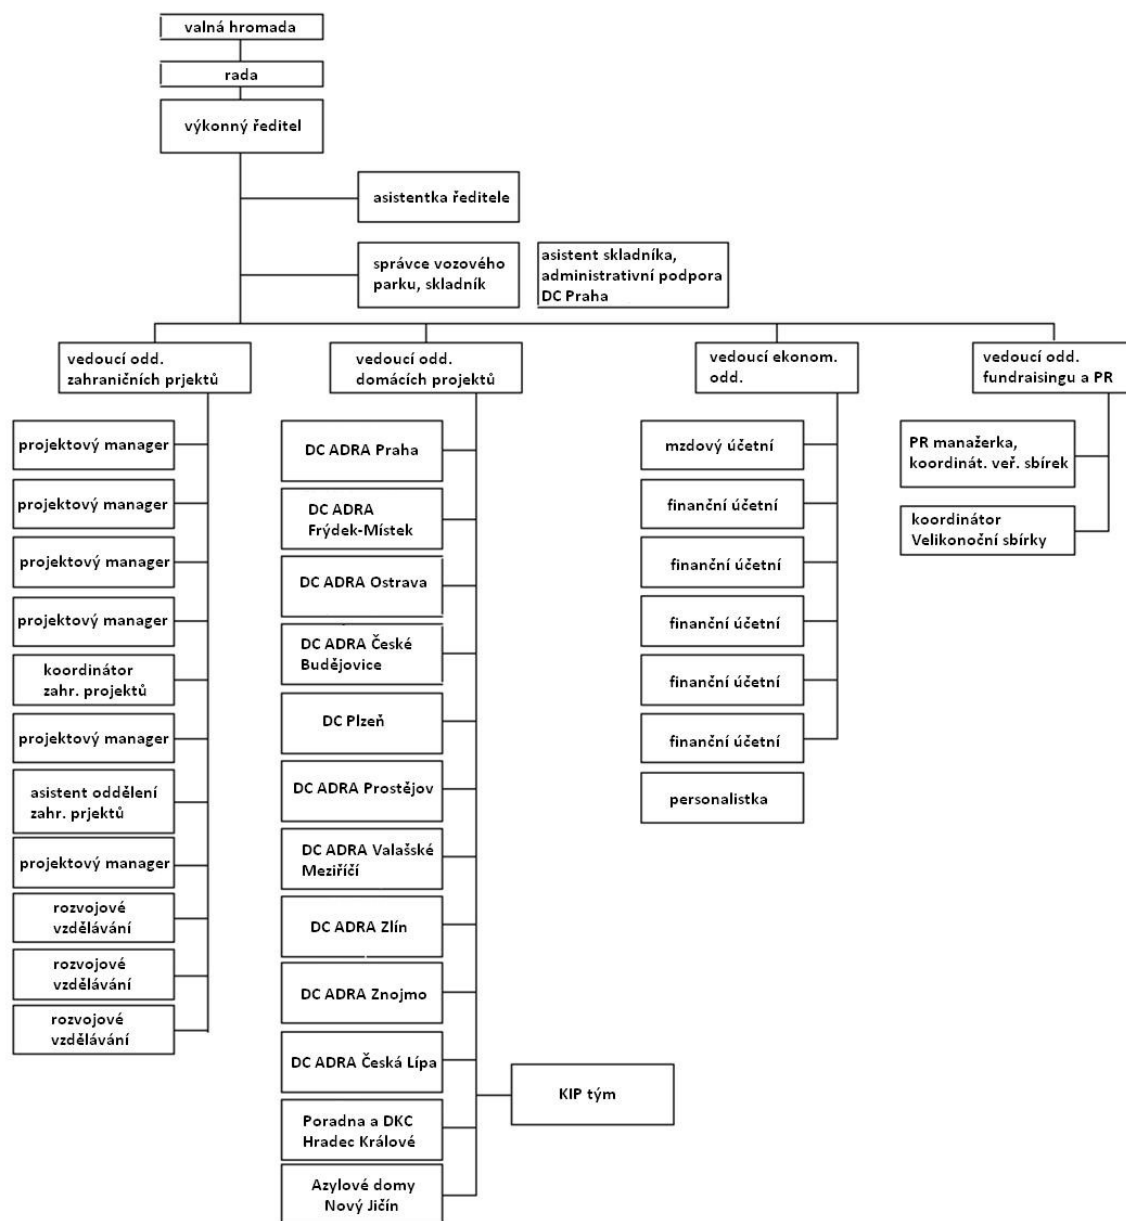 valná hromada
rada
výkonný ředitel
asistentka ředitele
správce vozového
parku, skladník
asistent skladníka,
administrativní podpora
DC Praha
vedoucí odd.
zahraničních prjektů
projektový manager
projektový manager
projektový manager
projektový manager
koordinátor
zahr. projektů
projektový manager
asistent oddělení
zahr. prjektů
projektový manager
rozvojové
vzdělávání
rozvojové
vzdělávání
rozvojové
vzdělávání
vedoucí odd.
domácích projektů
DC ADRA Praha
DC ADRA
Frýdek-Místek
DC ADRA Ostrava
DC ADRA České
Budějovice
DC Plzeň
DC ADRA Prostějov
DC ADRA Valašské
Meziříčí
DC ADRA Zlín
DC ADRA Znojmo
DC ADRA Česká Lípa
Poradna a DKC
Hradec Králové
Azylové domy
Nový Jičín
KIP tým
vedoucí ekonom.
odd.
mzdový účetní
finanční účetní
finanční účetní
finanční účetní
finanční účetní
finanční účetní
personalistka
vedoucí odd.
fundraisingu a PR
PR manažerka,
koordinát. veř. sbírek
koordinátor
Velikonoční sbírky